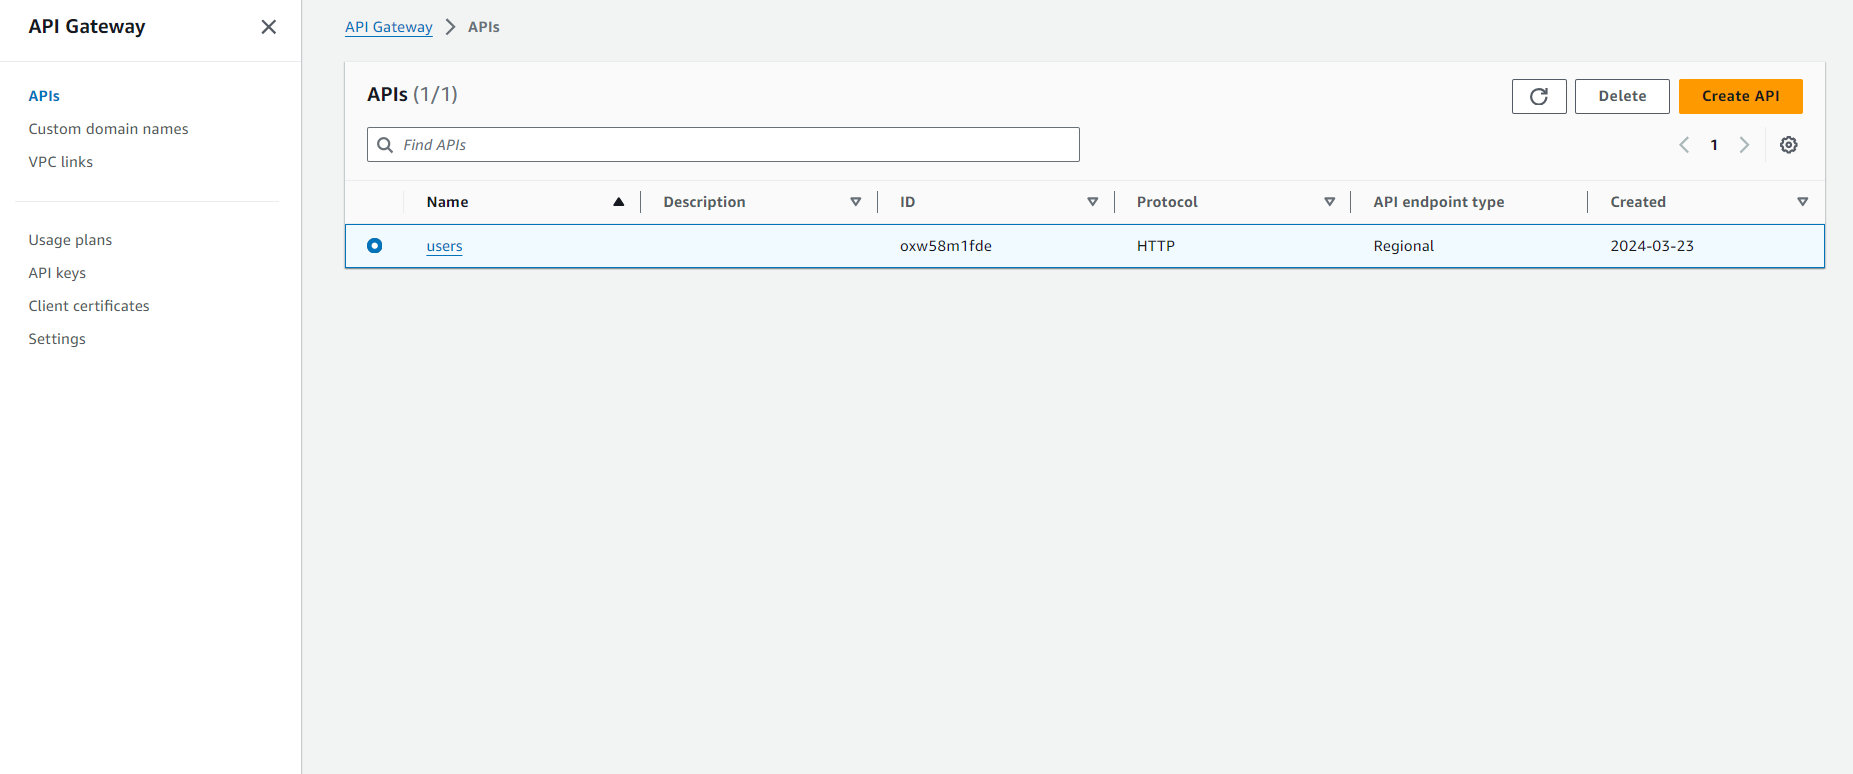 API Gateway
APIs
Custom domain names
VPC links
Usage plans
API keys
Client certificates
Settings
API Gateway APIs
APIs (1/1)
Delete
Create API
Find APIs
1
Name Description ID Protocol API endpoint type Created
users oxw58m1fde HTTP Regional 2024-03-23